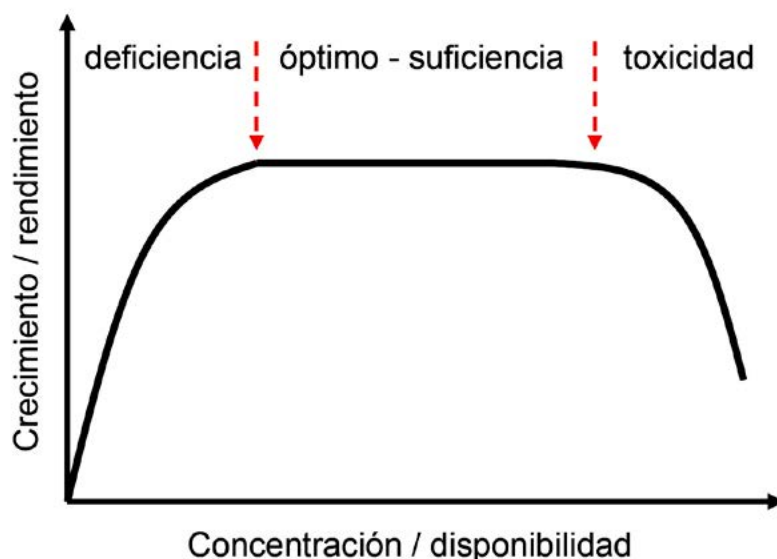 deficiencia
óptimo - suficiencia
toxicidad
Crecimiento / rendimiento
Concentración / disponibilidad